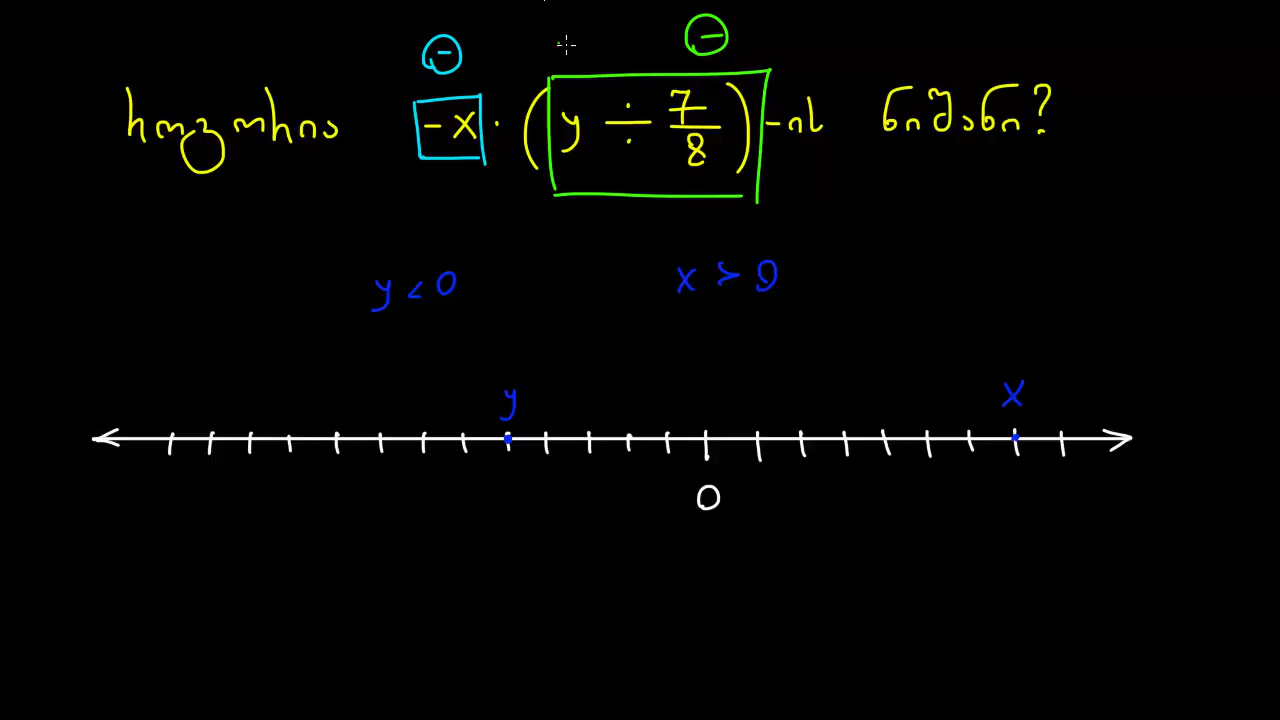 ⊖ ⊖
როგორია -x · (y ÷ 7/8)-ის ნიშანი?
y < 0 x > 0
y x
0